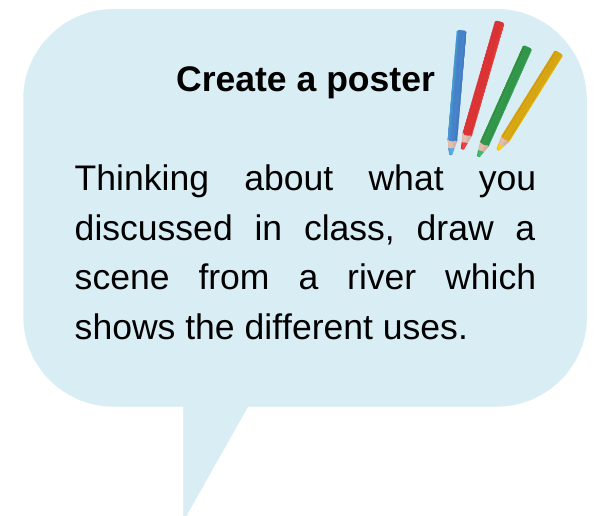 Create a poster
Thinking about what you
discussed in class, draw a
scene from a river which
shows the different uses.